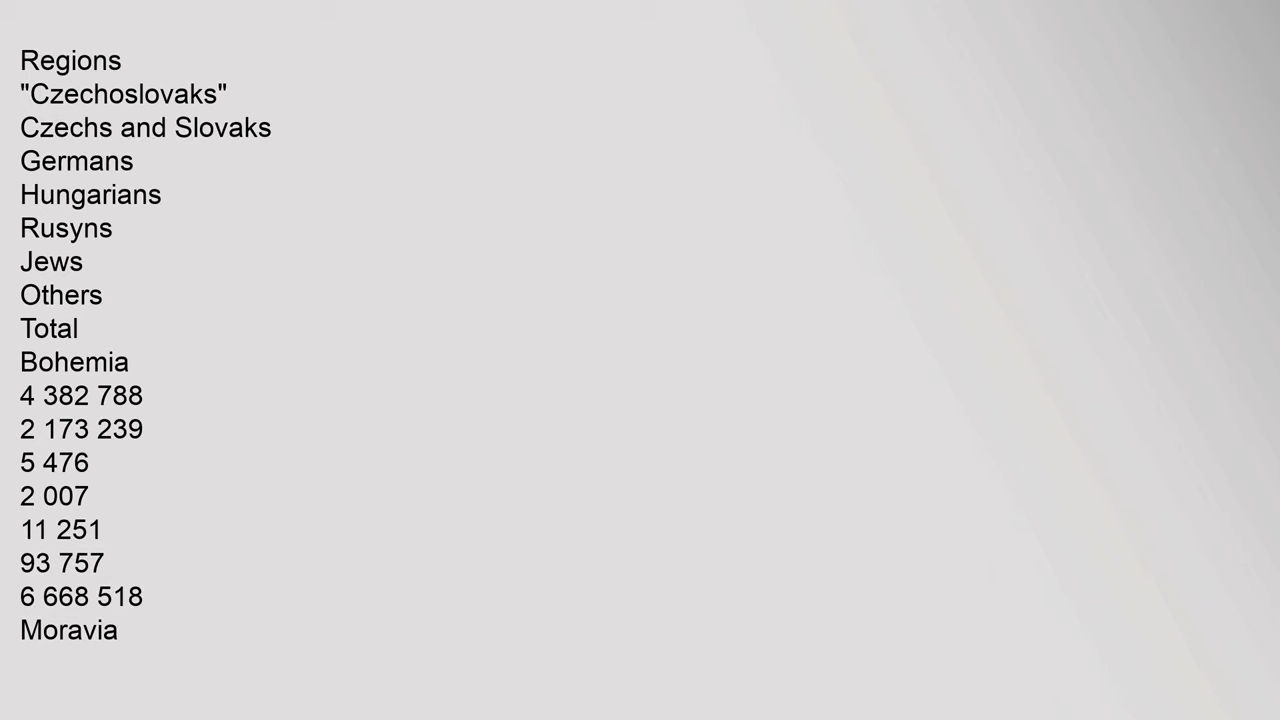 Regions
"Czechoslovaks"
Czechs and Slovaks
Germans
Hungarians
Rusyns
Jews
Others
Total
Bohemia
4 382 788
2 173 239
5 476
2 007
11 251
93 757
6 668 518
Moravia